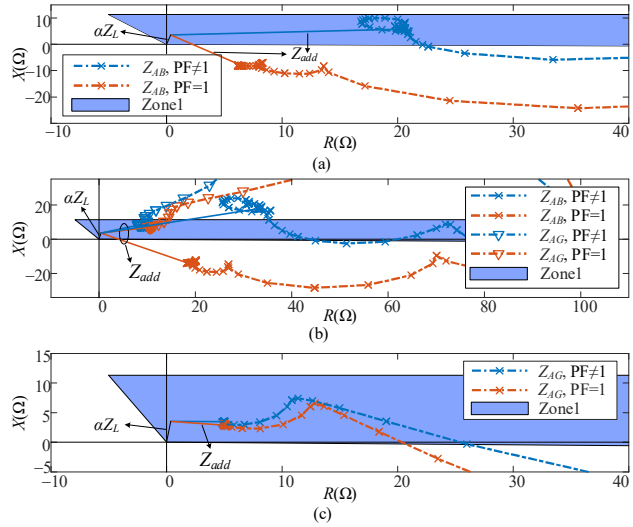 10
0
−10
−20
X(Ω)
αZL
Zadd
ZAB, PF≠1
ZAB, PF=1
Zone1
−10
0
10
20
30
40
R(Ω)
(a)
20
0
−20
X(Ω)
αZL
Zadd
ZAB, PF≠1
ZAB, PF=1
ZAG, PF≠1
ZAG, PF=1
Zone1
0
20
40
60
80
100
R(Ω)
(b)
15
10
5
0
−5
X(Ω)
αZL
Zadd
ZAG, PF≠1
ZAG, PF=1
Zone1
−10
0
10
20
30
40
R(Ω)
(c)